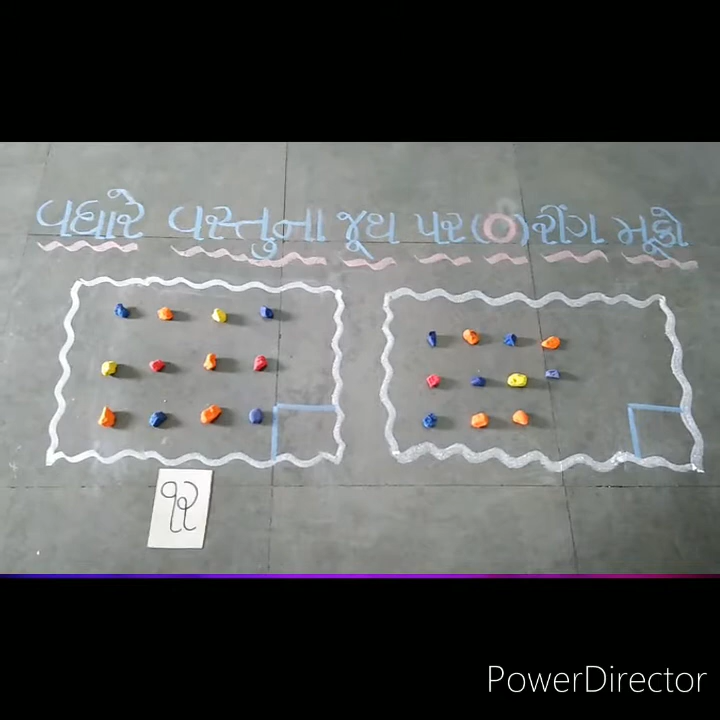 વધારે વસ્તુના જૂથ પર (O) રીંગ મૂકો
૧૨
PowerDirector